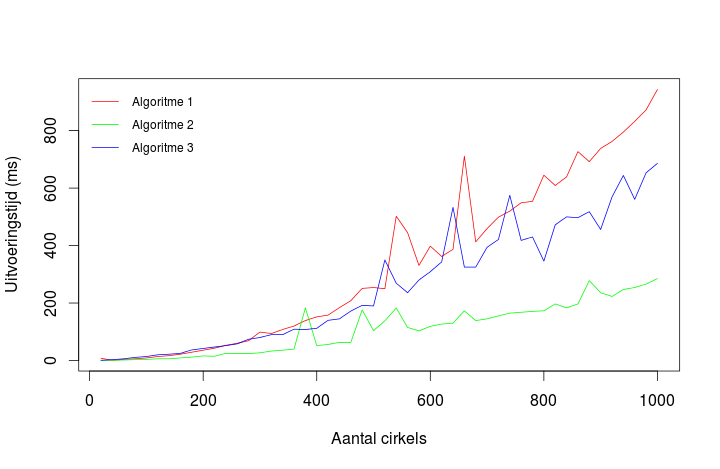 Algoritme 1
Algoritme 2
Algoritme 3
Uitvoeringstijd (ms)
800
600
400
200
0
0 200 400 600 800 1000
Aantal cirkels